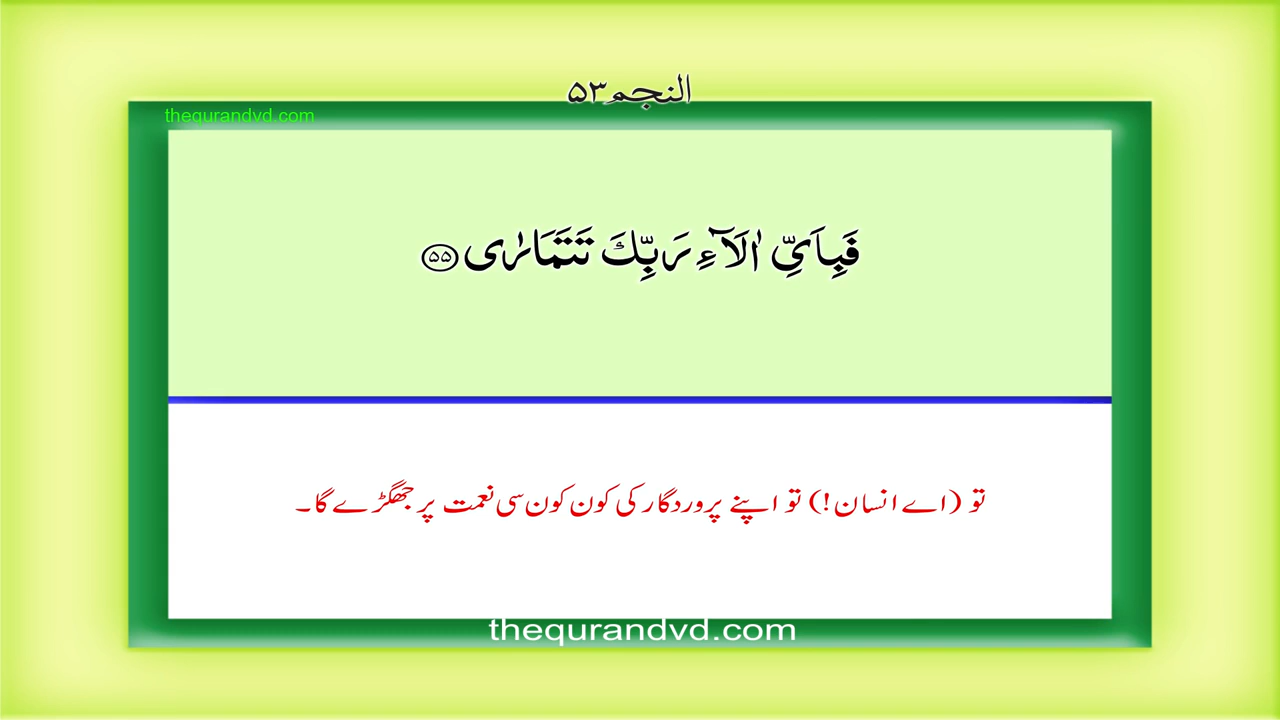 النجم ۵۳
thequrandvd.com
فَبِاَىِّ اٰلَآءِ رَبِّكَ تَتَمَارٰى ۵۵
تو (اے انسان!) تو اپنے پروردگار کی کون کون سی نعمت پر جھگڑے گا۔
thequrandvd.com